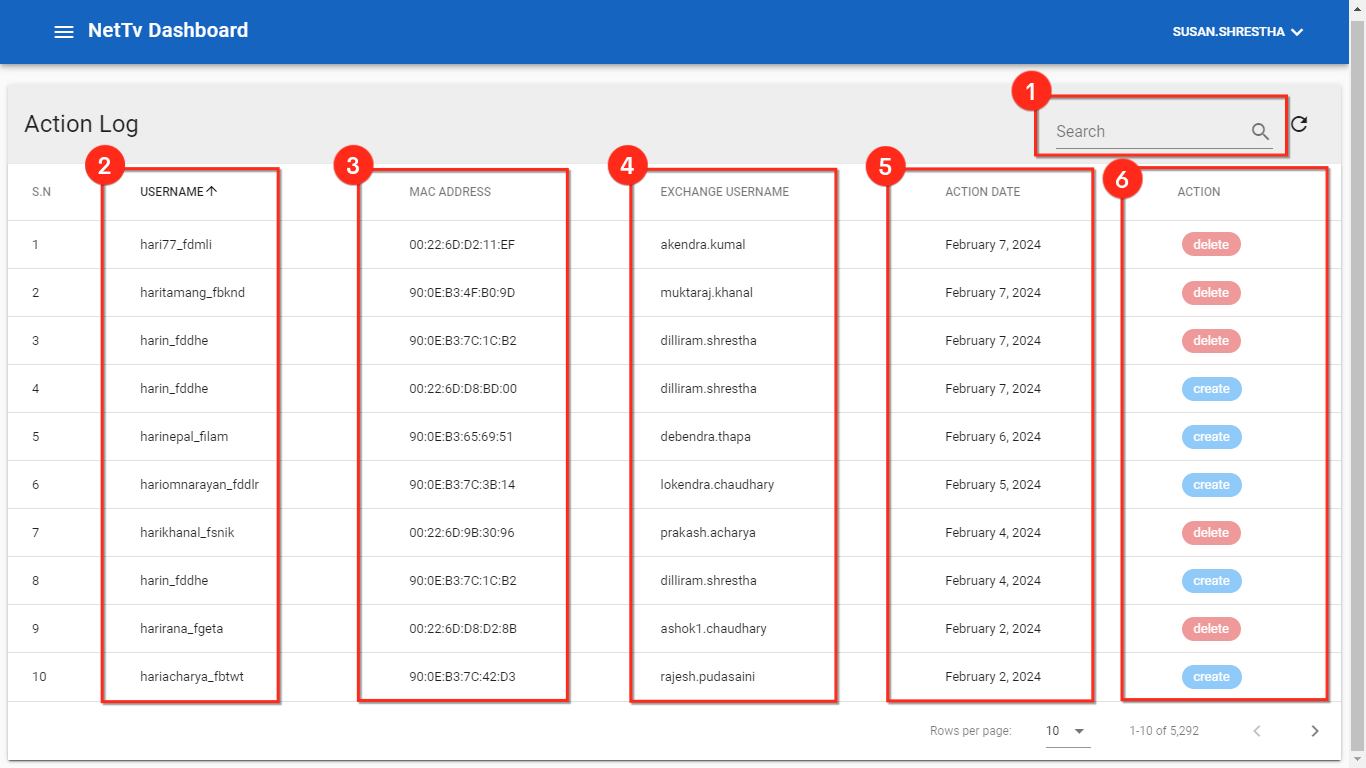 NetTv Dashboard SUSAN.SHRESTHA
1
Action Log Search
2 3 4 5 6
S.N USERNAME MAC ADDRESS EXCHANGE USERNAME ACTION DATE ACTION
1 hari77_fdmli 00:22:6D:D2:11:EF akendra.kumal February 7, 2024 delete
2 haritamang_fbknd 90:0E:B3:4F:B0:9D muktaraj.khanal February 7, 2024 delete
3 harin_fddhe 90:0E:B3:7C:1C:B2 dilliram.shrestha February 7, 2024 delete
4 harin_fddhe 00:22:6D:D8:BD:00 dilliram.shrestha February 7, 2024 create
5 harinepal_filam 90:0E:B3:65:69:51 debendra.thapa February 6, 2024 create
6 hariomnarayan_fddlr 90:0E:B3:7C:3B:14 lokendra.chaudhary February 5, 2024 create
7 harikhanal_fsnik 00:22:6D:9B:30:96 prakash.acharya February 4, 2024 delete
8 harin_fddhe 90:0E:B3:7C:1C:B2 dilliram.shrestha February 4, 2024 create
9 harirana_fgeta 00:22:6D:D8:D2:8B ashok1.chaudhary February 2, 2024 delete
10 hariacharya_fbtwt 90:0E:B3:7C:42:D3 rajesh.pudasaini February 2, 2024 create
Rows per page: 10 1-10 of 5,292